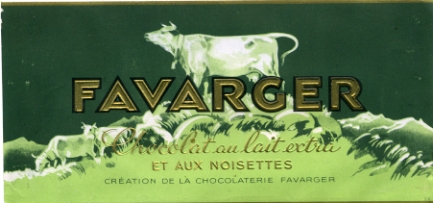 FAVARGER
Chocolat au lait extra
ET AUX NOISETTES
CRÉATION DE LA CHOCOLATERIE FAVARGER